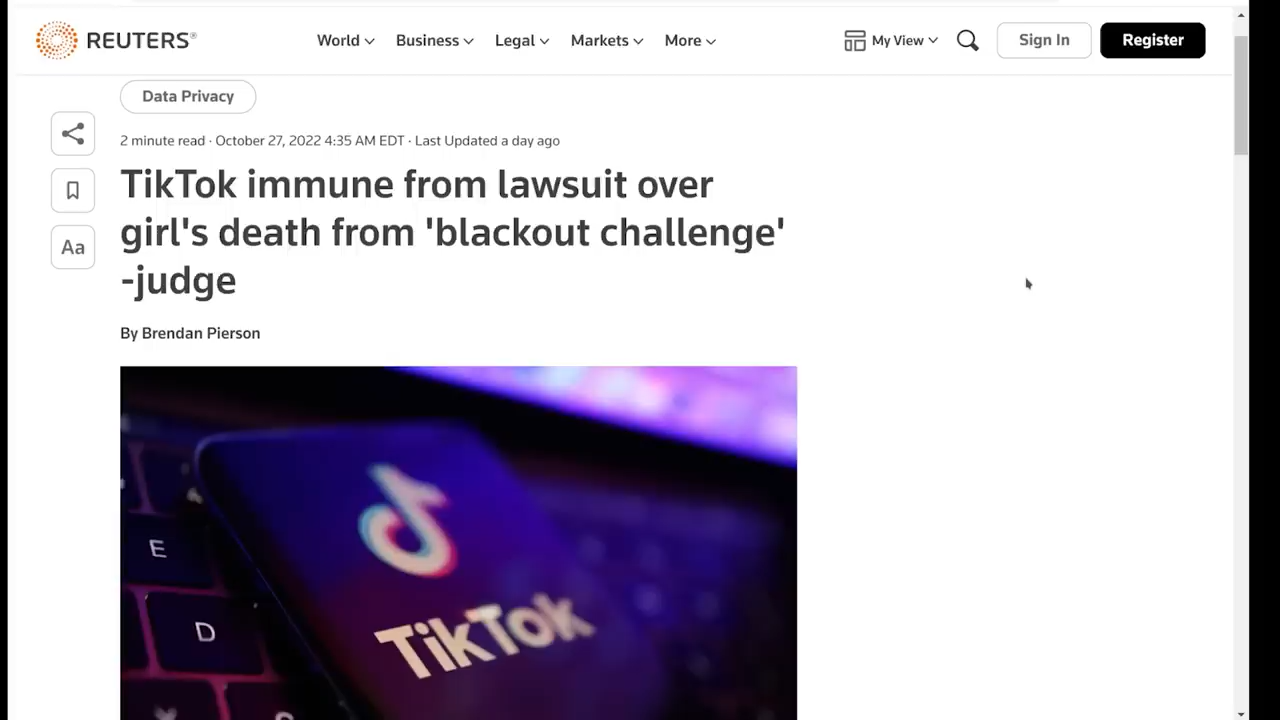 REUTERS®
World Business Legal Markets More My View Sign In Register
Data Privacy
2 minute read · October 27, 2022 4:35 AM EDT · Last Updated a day ago
TikTok immune from lawsuit over
girl's death from 'blackout challenge'
-judge
Aa
By Brendan Pierson
E
D
TikTok